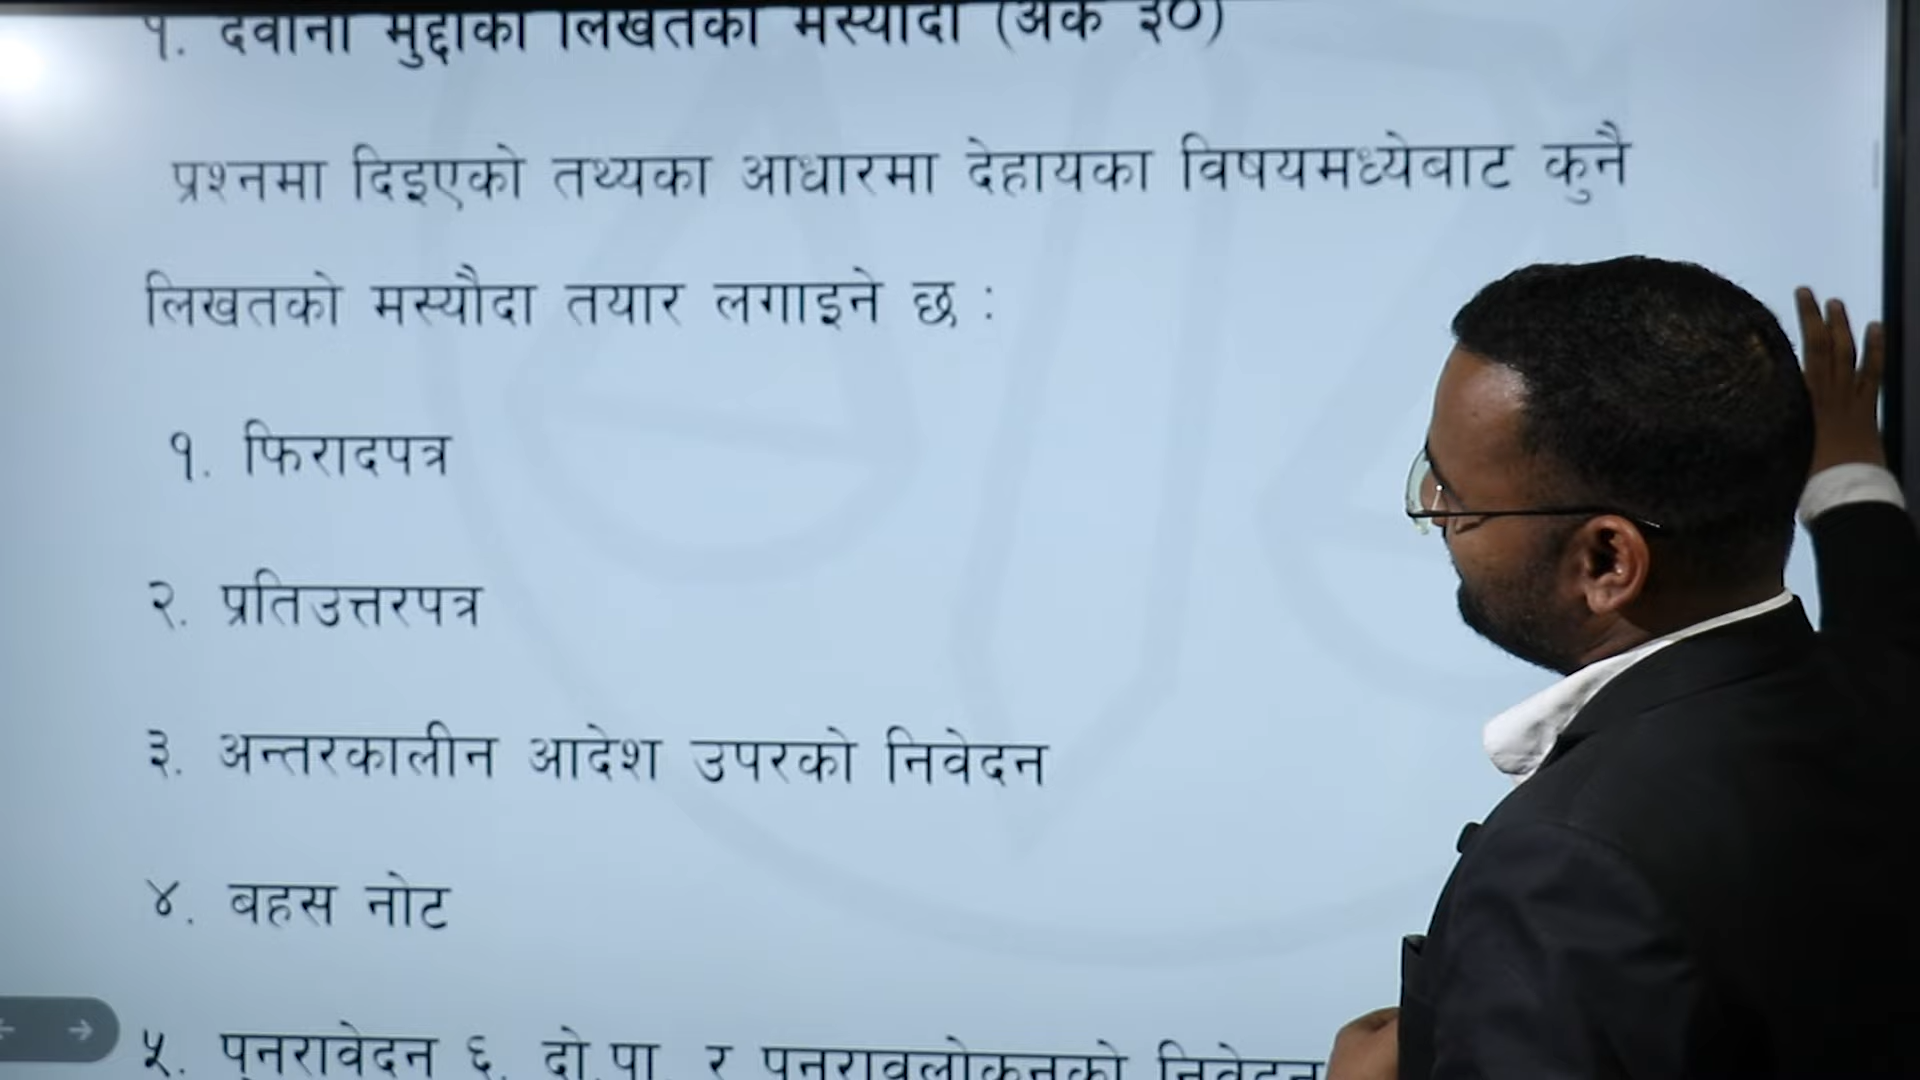 १. देवानी मुद्दाको लिखतको मस्यौदा (अंक ३०)
प्रश्नमा दिइएको तथ्यका आधारमा देहायका विषयमध्येबाट कुनै
लिखतको मस्यौदा तयार लगाइने छ :
१. फिरादपत्र
२. प्रतिउत्तरपत्र
३. अन्तरकालीन आदेश उपरको निवेदन
४. बहस नोट
५. पुनरावेदन ६. दो.पा. र पुनरावलोकनको निवेदन